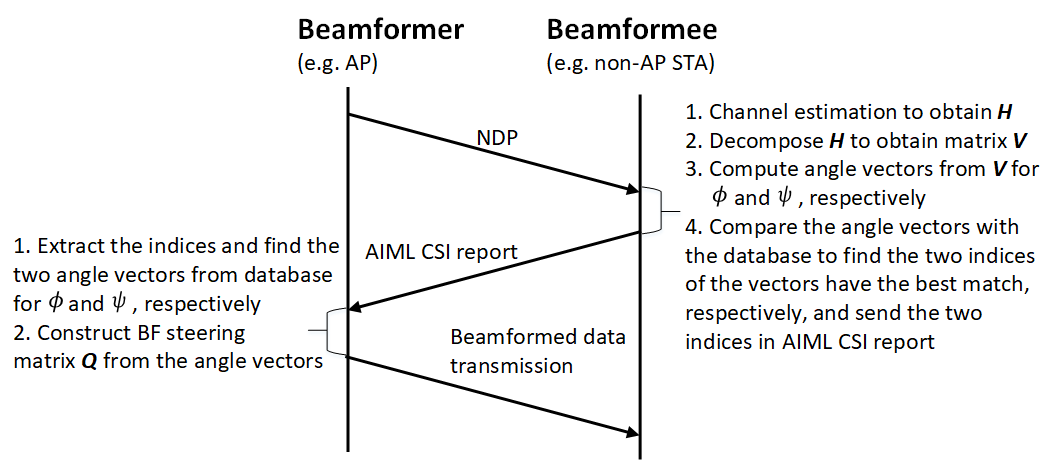 Beamformer
(e.g. AP)
Beamformee
(e.g. non-AP STA)
NDP
1. Channel estimation to obtain H
2. Decompose H to obtain matrix V
3. Compute angle vectors from V for
ϕ and ψ , respectively
4. Compare the angle vectors with
the database to find the two indices
of the vectors have the best match,
respectively, and send the two
indices in AIML CSI report
AIML CSI report
1. Extract the indices and find the
two angle vectors from database
for ϕ and ψ , respectively
2. Construct BF steering
matrix Q from the angle vectors
Beamformed data
transmission